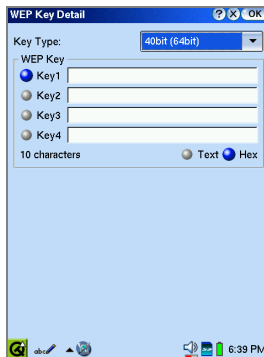 WEP Key Detail ? X OK
Key Type: 40bit (64bit)
WEP Key
Key1
Key2
Key3
Key4
10 characters Text Hex
abc 6:39 PM